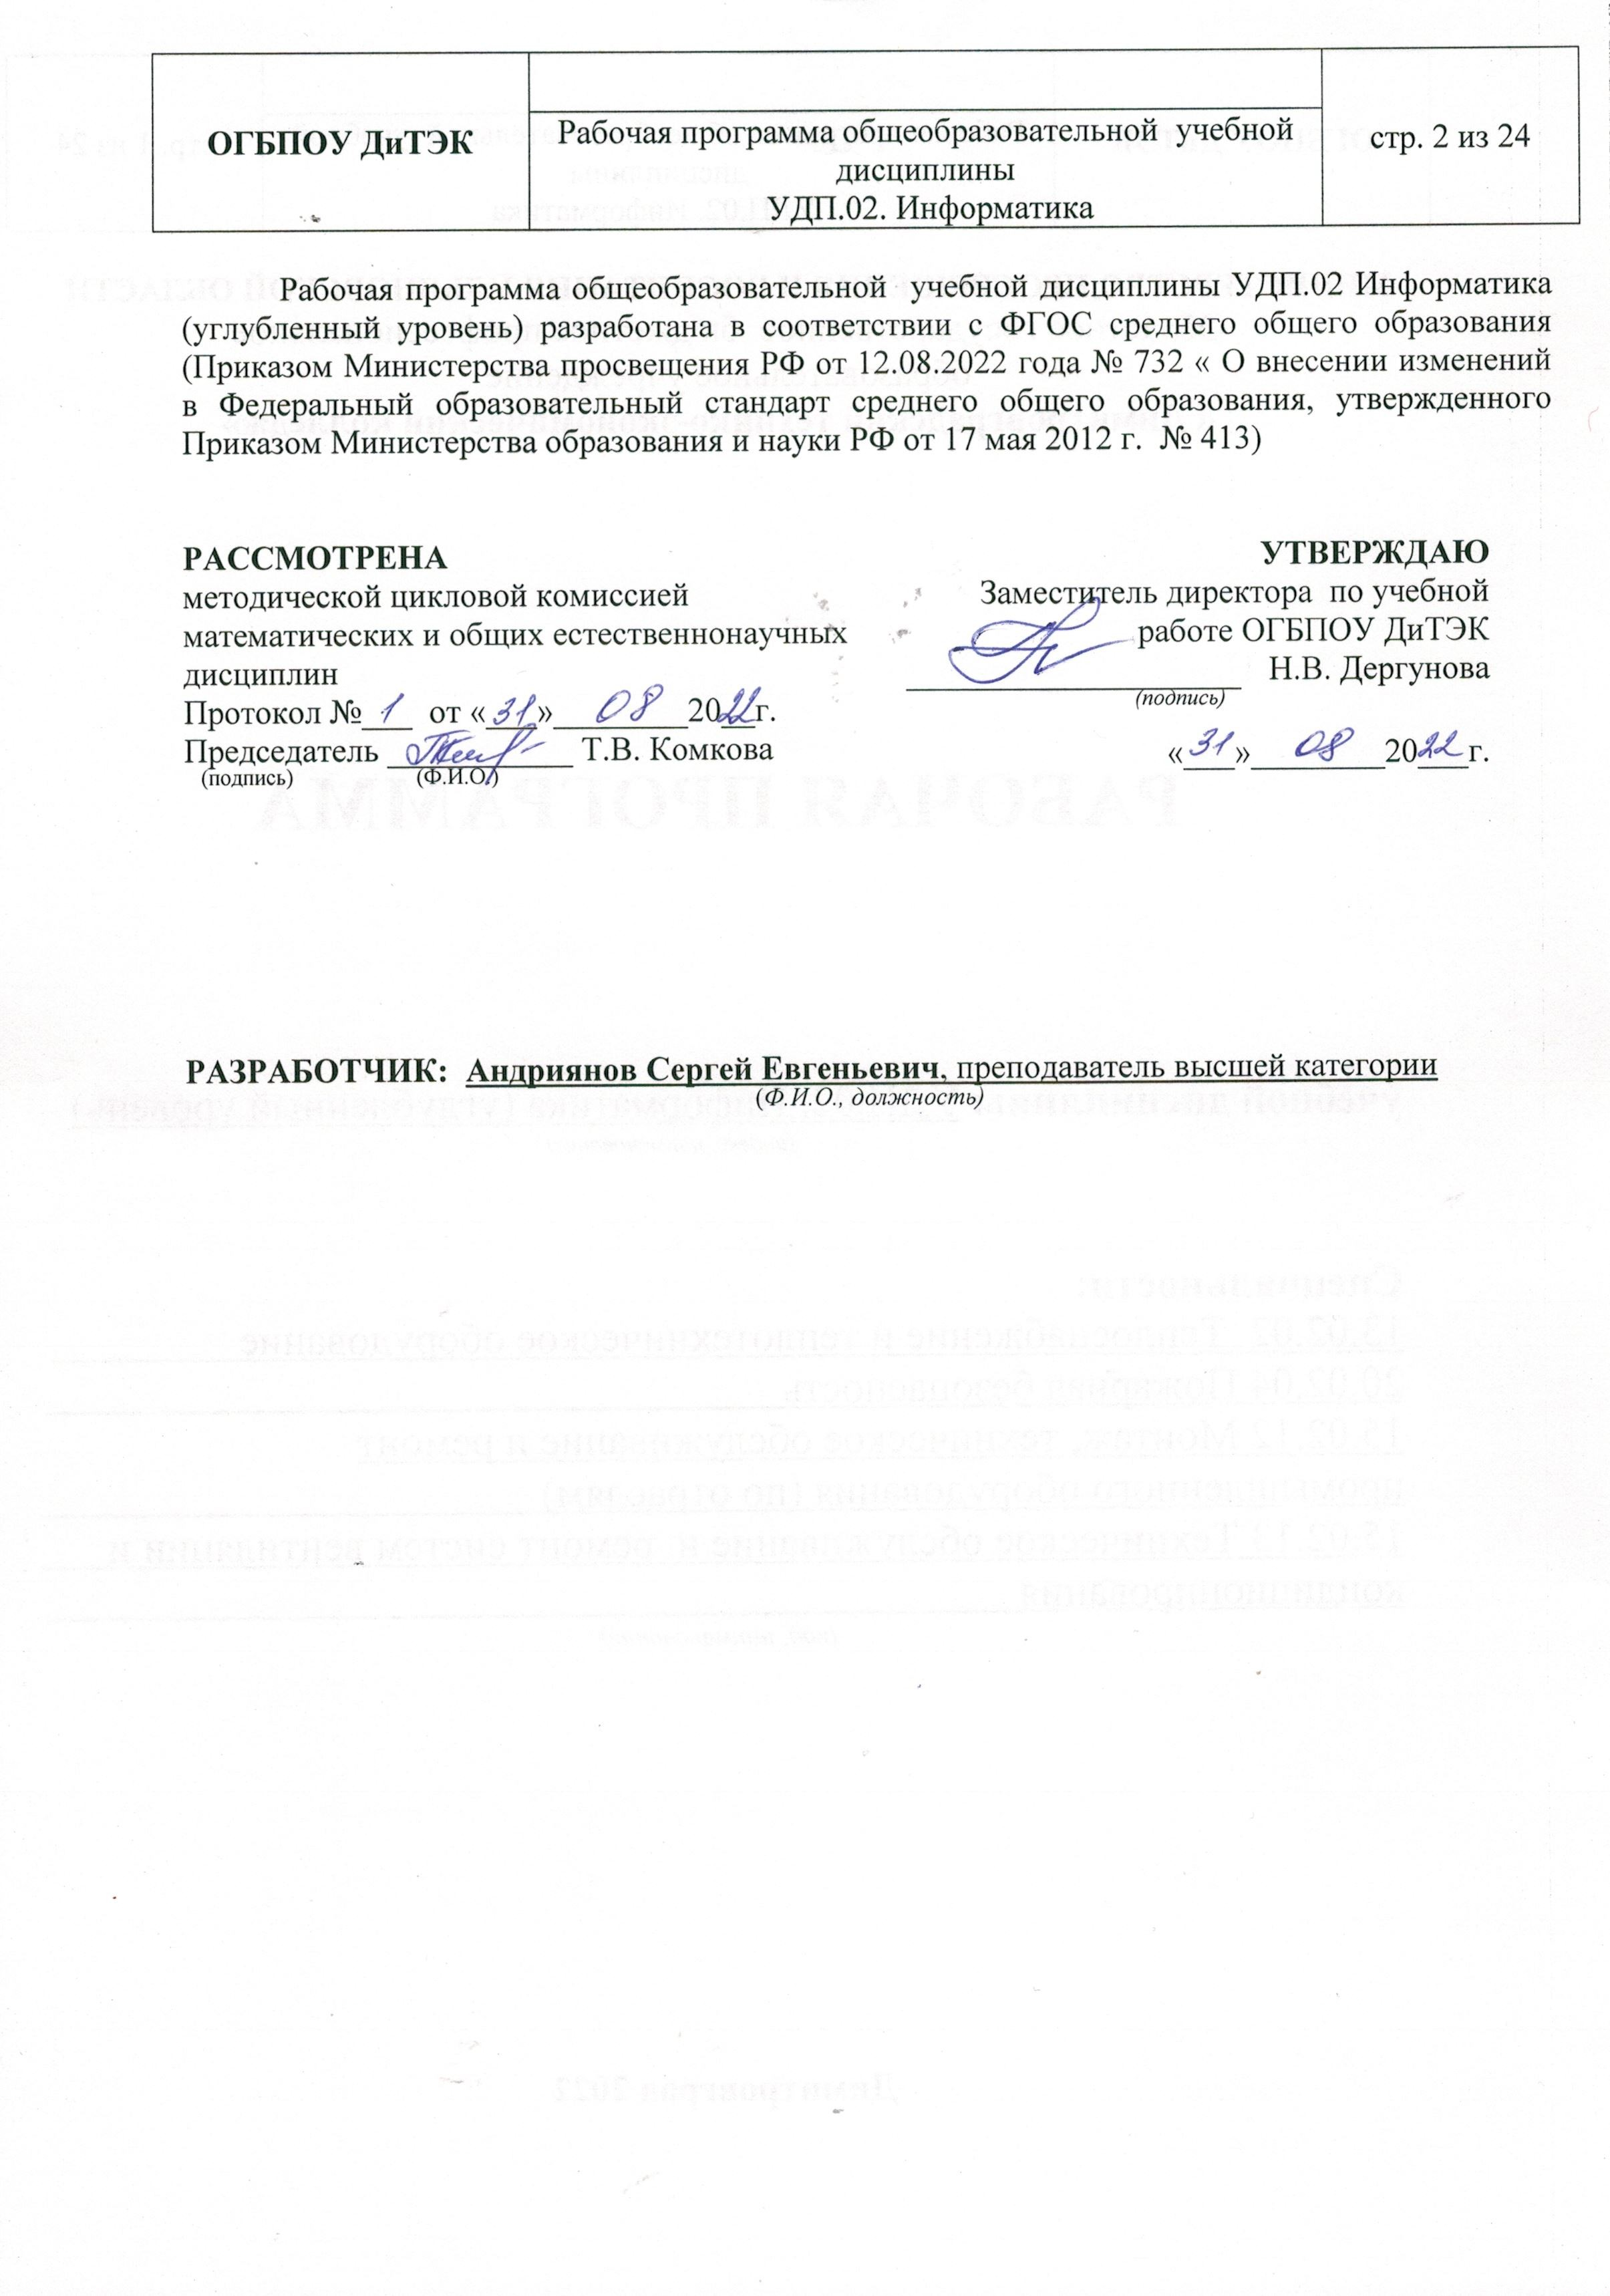 ОГБПОУ ДиТЭК
Рабочая программа общеобразовательной учебной
дисциплины
УДП.02. Информатика
стр. 2 из 24
Рабочая программа общеобразовательной учебной дисциплины УДП.02 Информатика
(углубленный уровень) разработана в соответствии с ФГОС среднего общего образования
(Приказом Министерства просвещения РФ от 12.08.2022 года № 732 « О внесении изменений
в Федеральный образовательный стандарт среднего общего образования, утвержденного
Приказом Министерства образования и науки РФ от 17 мая 2012 г. № 413)
РАССМОТРЕНА
методической цикловой комиссией
математических и общих естественнонаучных
дисциплин
Протокол № 1 от «31» 08 2022г.
Председатель Т.В. Комкова
(подпись) (Ф.И.О.)
УТВЕРЖДАЮ
Заместитель директора по учебной
работе ОГБПОУ ДиТЭК
Н.В. Дергунова
(подпись)
«31» 08 2022г.
РАЗРАБОТЧИК: Андриянов Сергей Евгеньевич, преподаватель высшей категории
(Ф.И.О., должность)